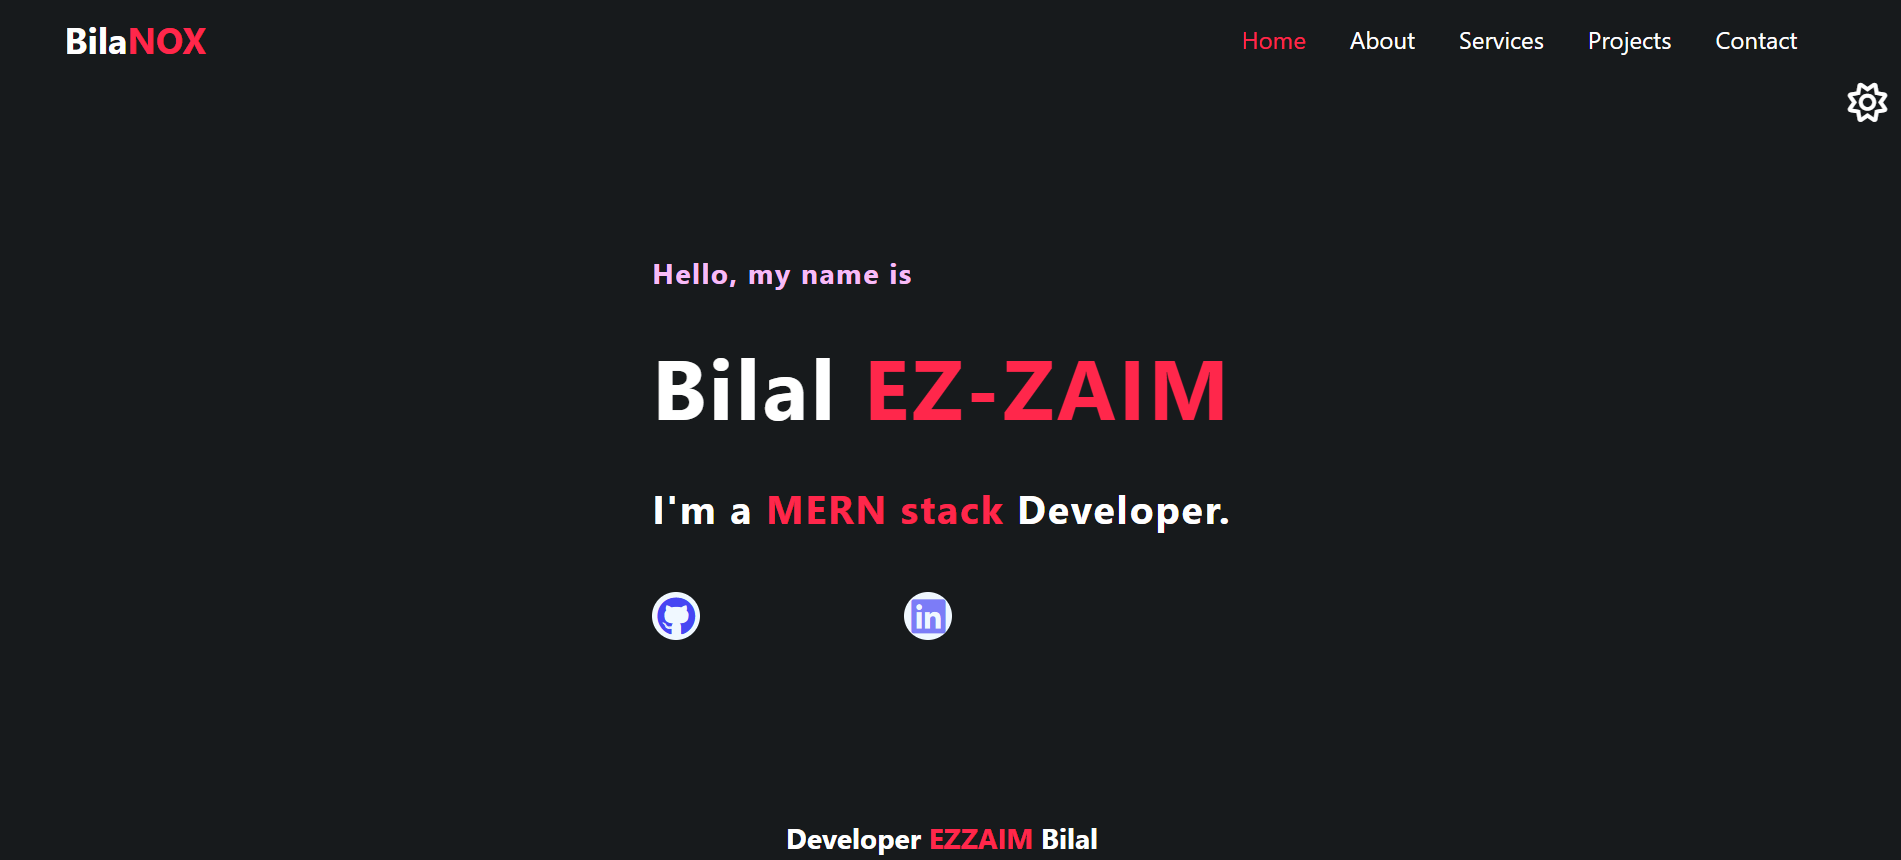 BilaNOX
Home About Services Projects Contact
Hello, my name is
Bilal EZ-ZAIM
I'm a MERN stack Developer.
in
Developer EZZAIM Bilal